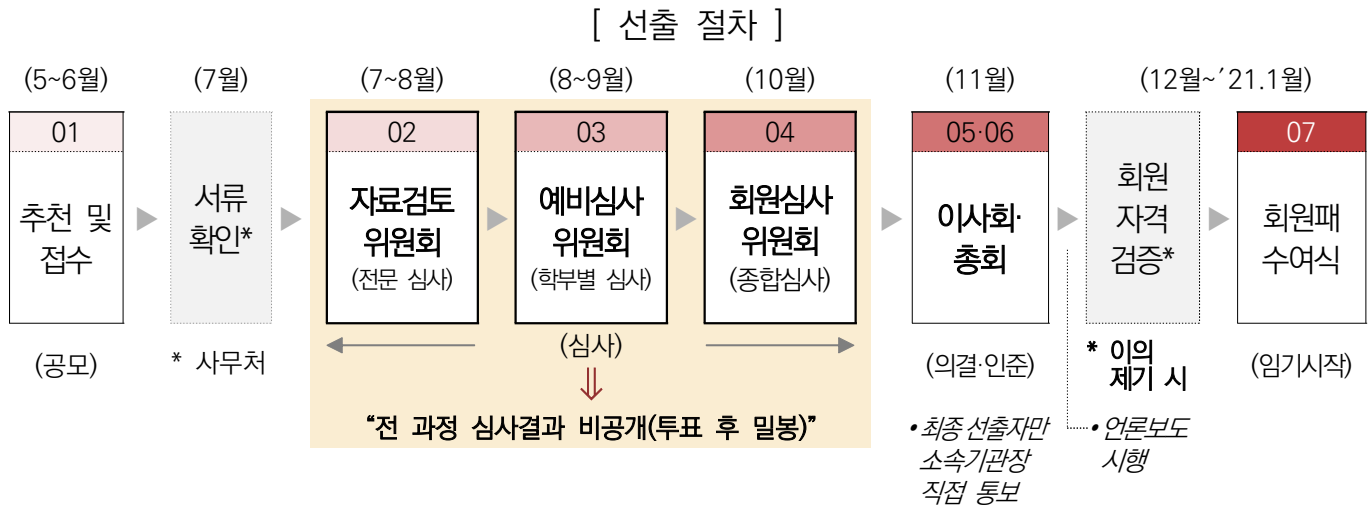 [ 선출 절차 ]
(5~6월)
(7월)
(7~8월)
(8~9월)
(10월)
(11월)
(12월~′21.1월)
01
추천 및
접수
(공모)
서류
확인*
* 사무처
02
자료검토
위원회
(전문 심사)
03
예비심사
위원회
(학부별 심사)
04
회원심사
위원회
(종합심사)
(심사)
“전 과정 심사결과 비공개(투표 후 밀봉)”
05·06
이사회·
총회
(의결·인준)
• 최종 선출자만
소속기관장
직접 통보
회원
자격
검증*
* 이의
제기 시
• 언론보도
시행
07
회원패
수여식
(임기시작)